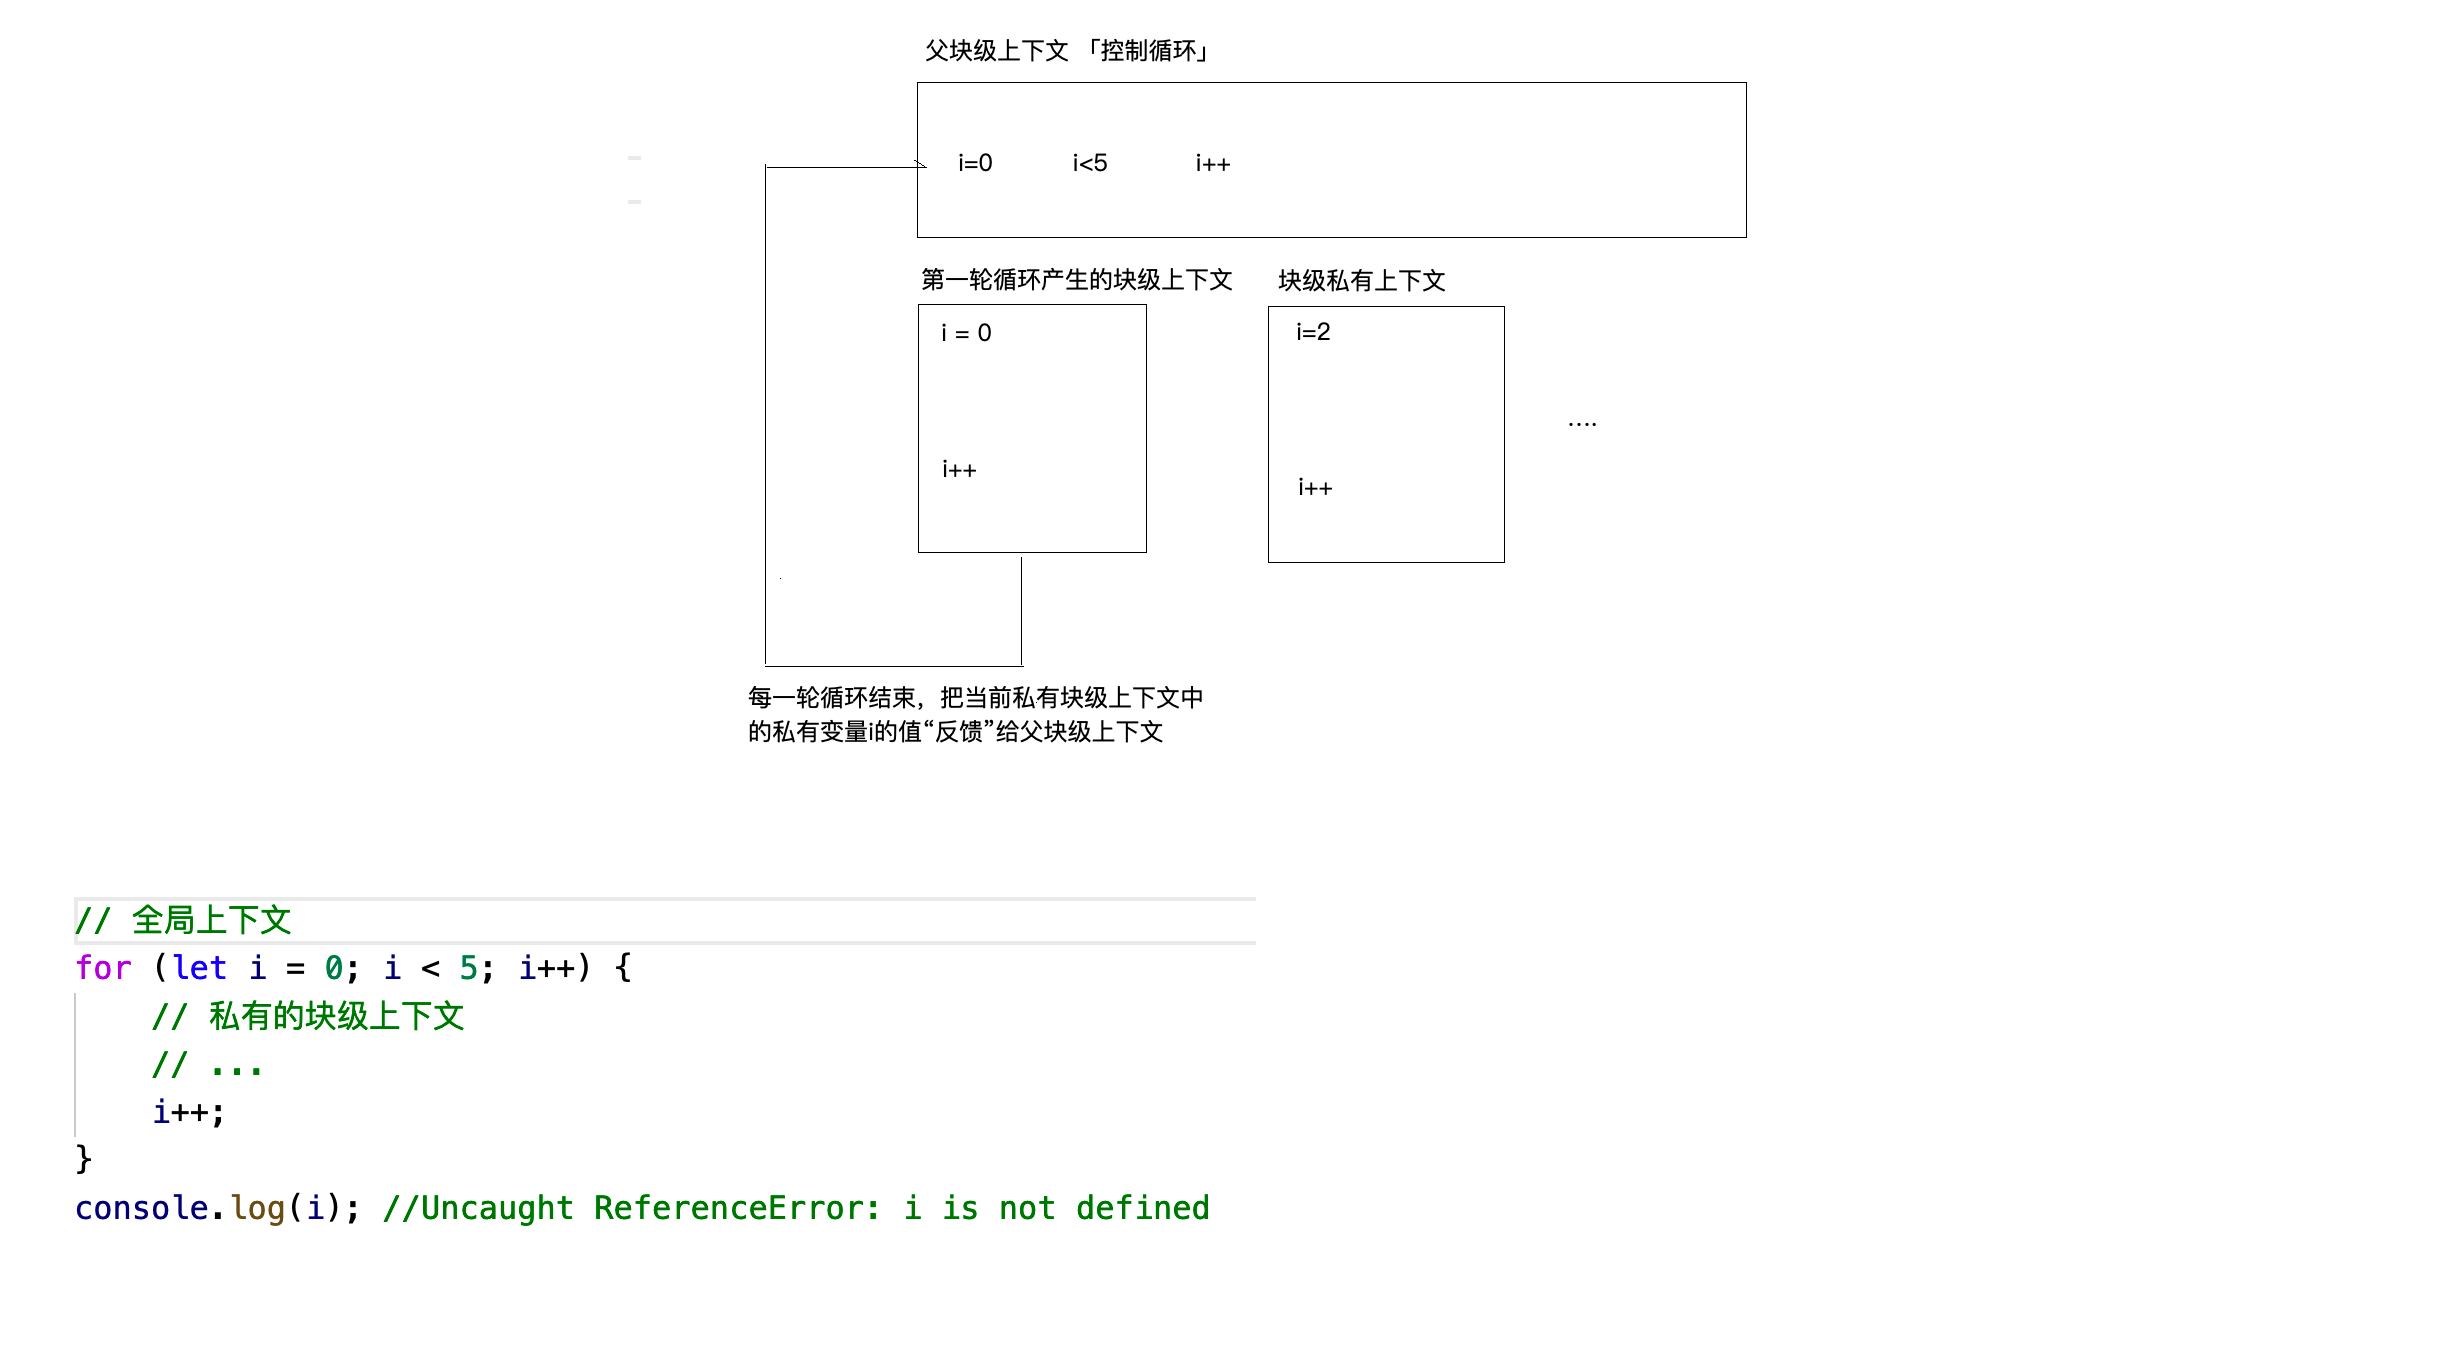 父块级上下文 「控制循环」
i=0 i<5 i++
第一轮循环产生的块级上下文 块级私有上下文
i = 0 i=2
....
i++ i++
每一轮循环结束，把当前私有块级上下文中
的私有变量i的值“反馈”给父块级上下文
// 全局上下文
for (let i = 0; i < 5; i++) {
// 私有的块级上下文
// ...
i++;
}
console.log(i); //Uncaught ReferenceError: i is not defined